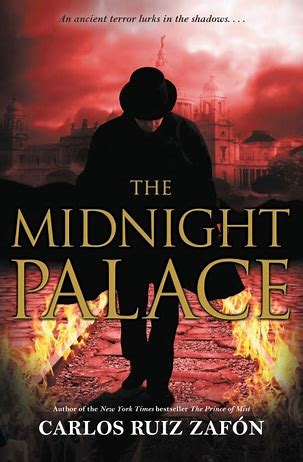 An ancient terror lurks in the shadows. . . .
THE
MIDNIGHT
PALACE
Author of the New York Times bestseller The Prince of Mist
CARLOS RUIZ ZAFÓN